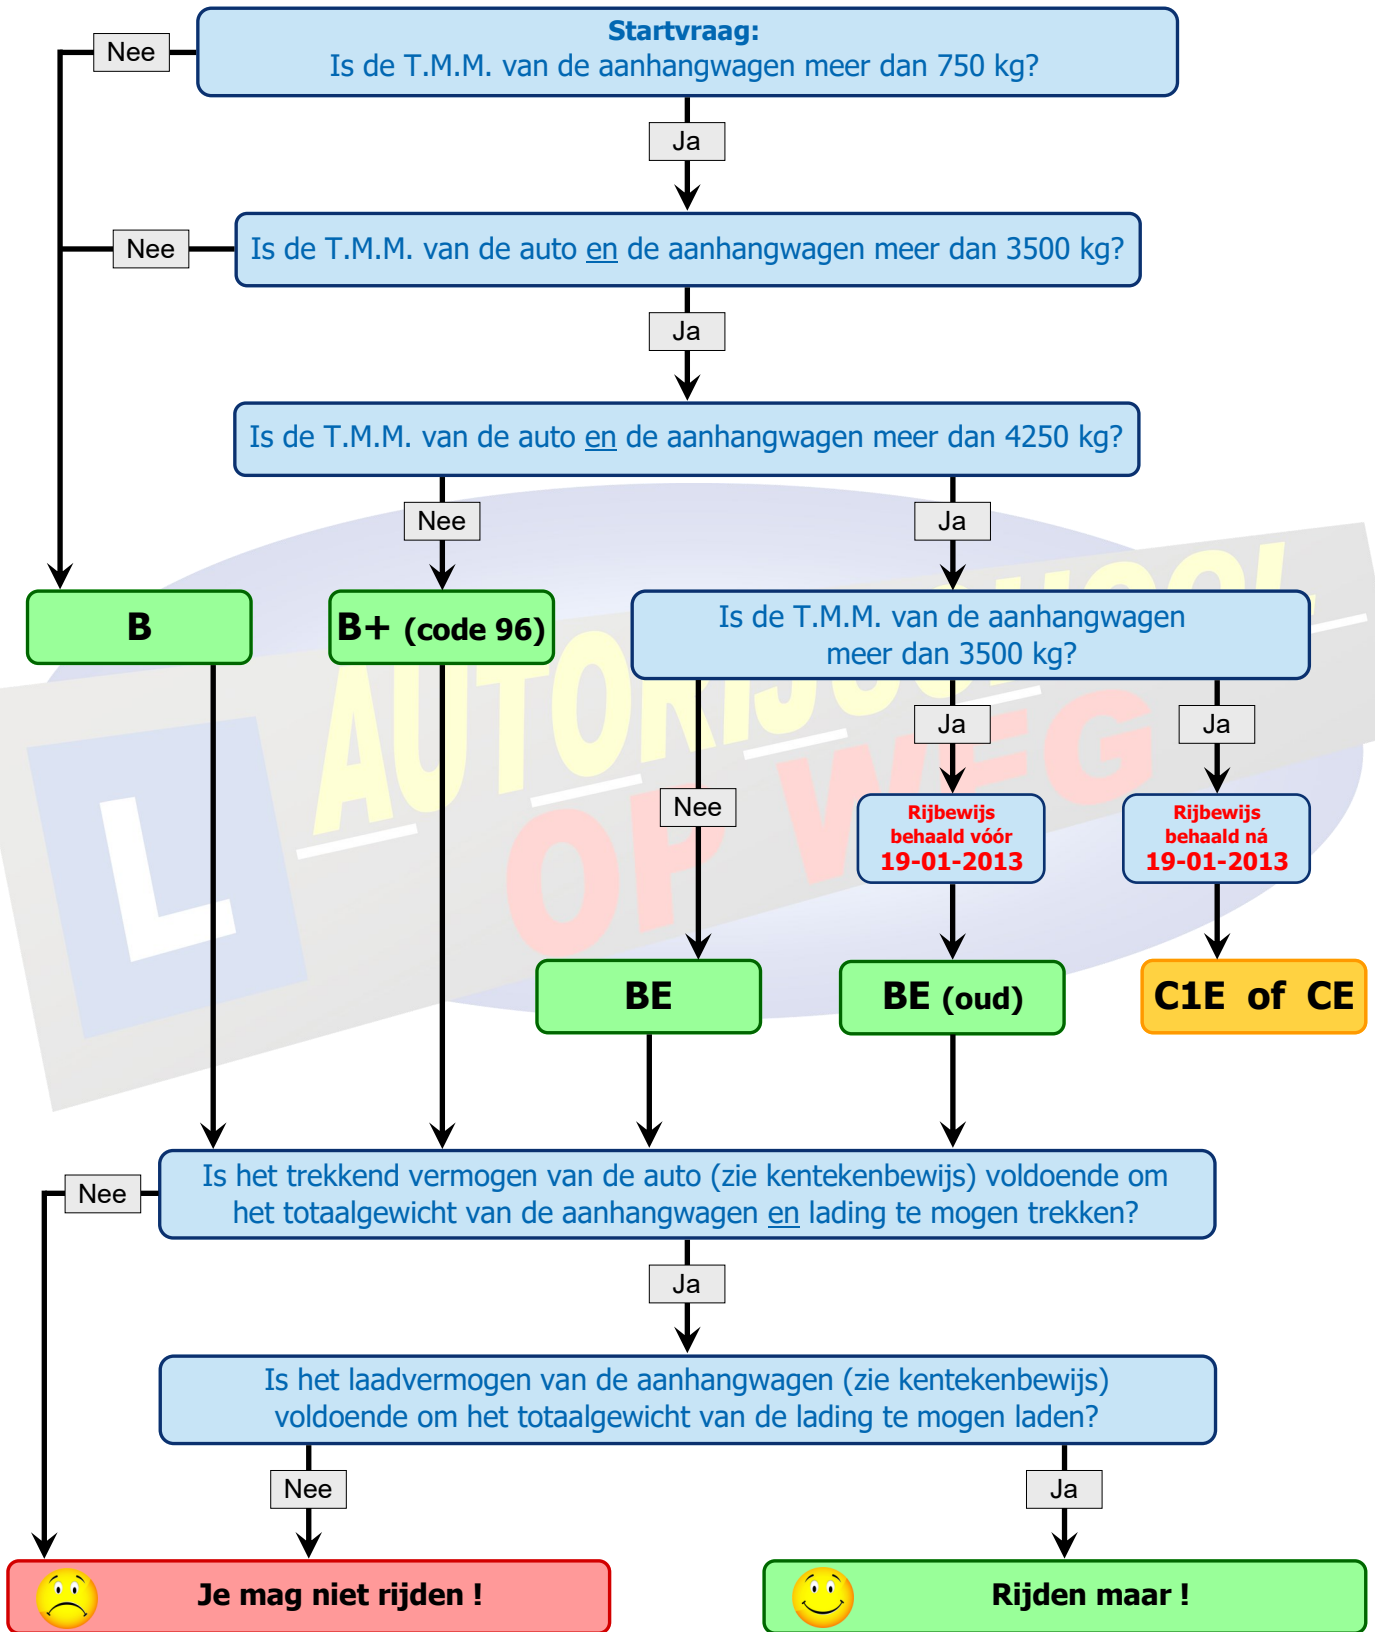 Startvraag:
Is de T.M.M. van de aanhangwagen meer dan 750 kg?
Nee
Ja
Is de T.M.M. van de auto en de aanhangwagen meer dan 3500 kg?
Nee
Ja
Is de T.M.M. van de auto en de aanhangwagen meer dan 4250 kg?
Nee
Ja
B
B+ (code 96)
Is de T.M.M. van de aanhangwagen
meer dan 3500 kg?
Nee
Ja
Ja
Rijbewijs
behaald vóór
19-01-2013
Rijbewijs
behaald ná
19-01-2013
L
AUTORIJSCHOOL
OP WEG
BE
BE (oud)
C1E of CE
Is het trekkend vermogen van de auto (zie kentekenbewijs) voldoende om
het totaalgewicht van de aanhangwagen en lading te mogen trekken?
Nee
Ja
Is het laadvermogen van de aanhangwagen (zie kentekenbewijs)
voldoende om het totaalgewicht van de lading te mogen laden?
Nee
Ja
Je mag niet rijden !
Rijden maar !